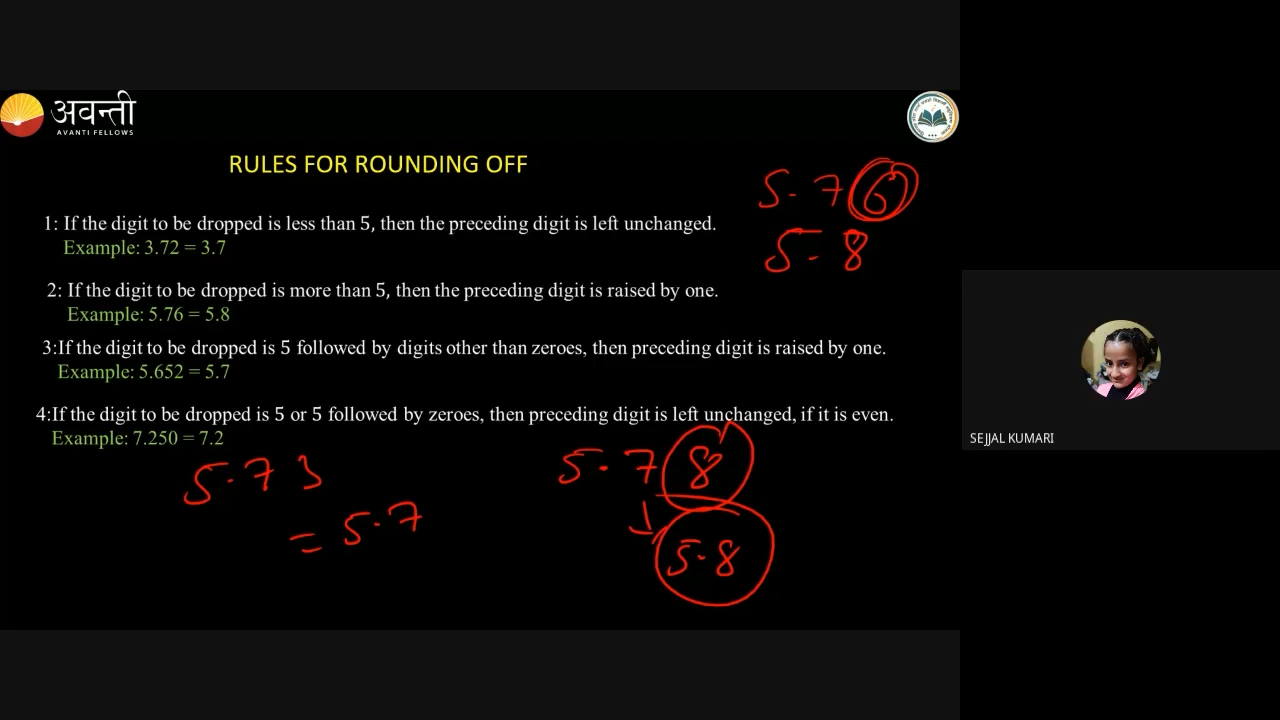 अवन्ती
AVANTI FELLOWS
RULES FOR ROUNDING OFF
5.76
5.8
1: If the digit to be dropped is less than 5, then the preceding digit is left unchanged.
Example: 3.72 = 3.7
2: If the digit to be dropped is more than 5, then the preceding digit is raised by one.
Example: 5.76 = 5.8
3:If the digit to be dropped is 5 followed by digits other than zeroes, then preceding digit is raised by one.
Example: 5.652 = 5.7
4:If the digit to be dropped is 5 or 5 followed by zeroes, then preceding digit is left unchanged, if it is even.
Example: 7.250 = 7.2
5.73
= 5.7
5.78
5.8
SEJJAL KUMARI